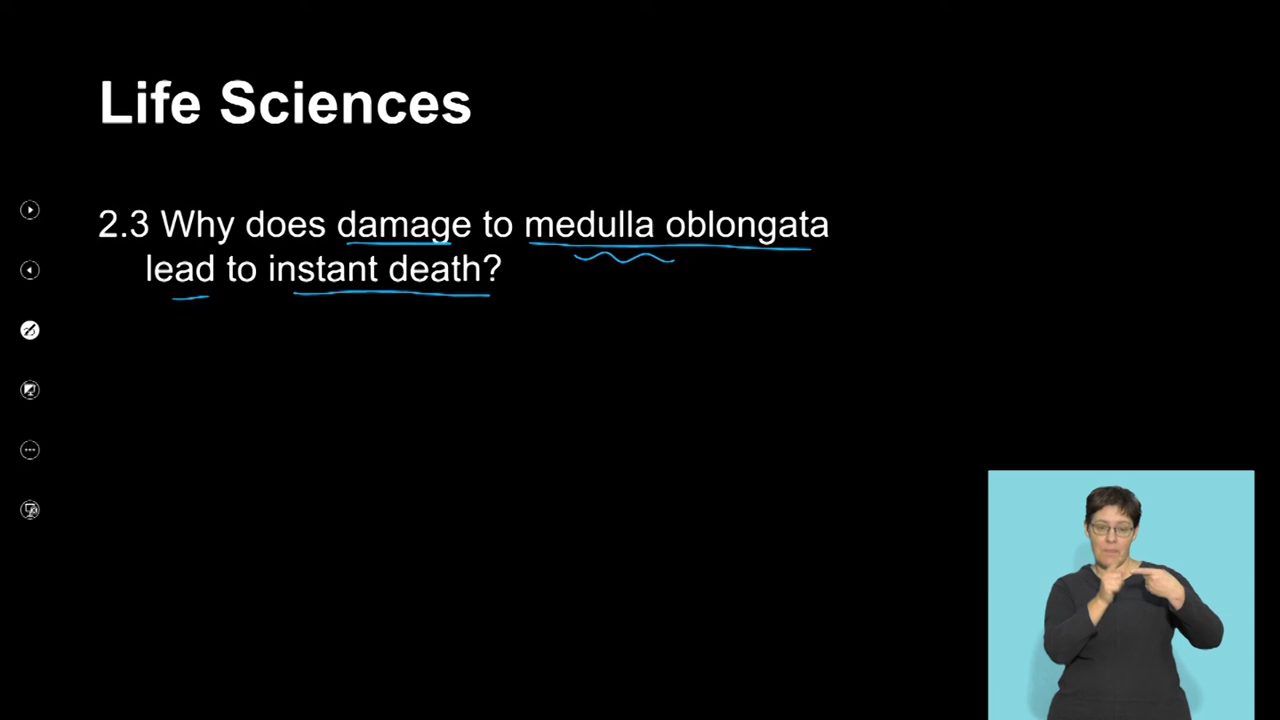 Life Sciences
2.3 Why does damage to medulla oblongata
lead to instant death?